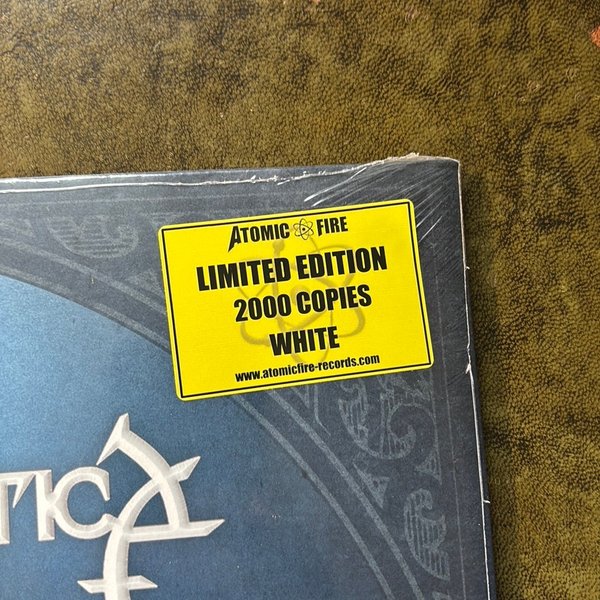 ATOMIC FIRE
LIMITED EDITION
2000 COPIES
WHITE
www.atomicfire-records.com
TICA